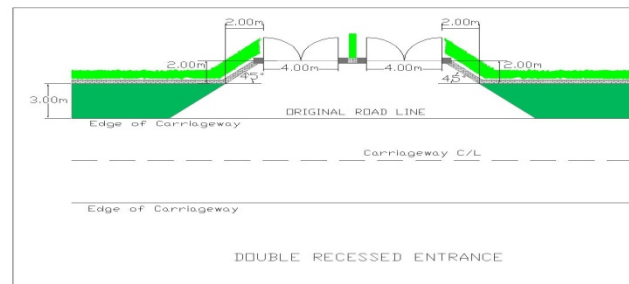 2.00m 2.00m
2.00m 4.00m 4.00m 2.00m
45° 45°
3.00m
ORIGINAL ROAD LINE
Edge of Carriageway
Carriageway C/L
Edge of Carriageway
DOUBLE RECESSED ENTRANCE